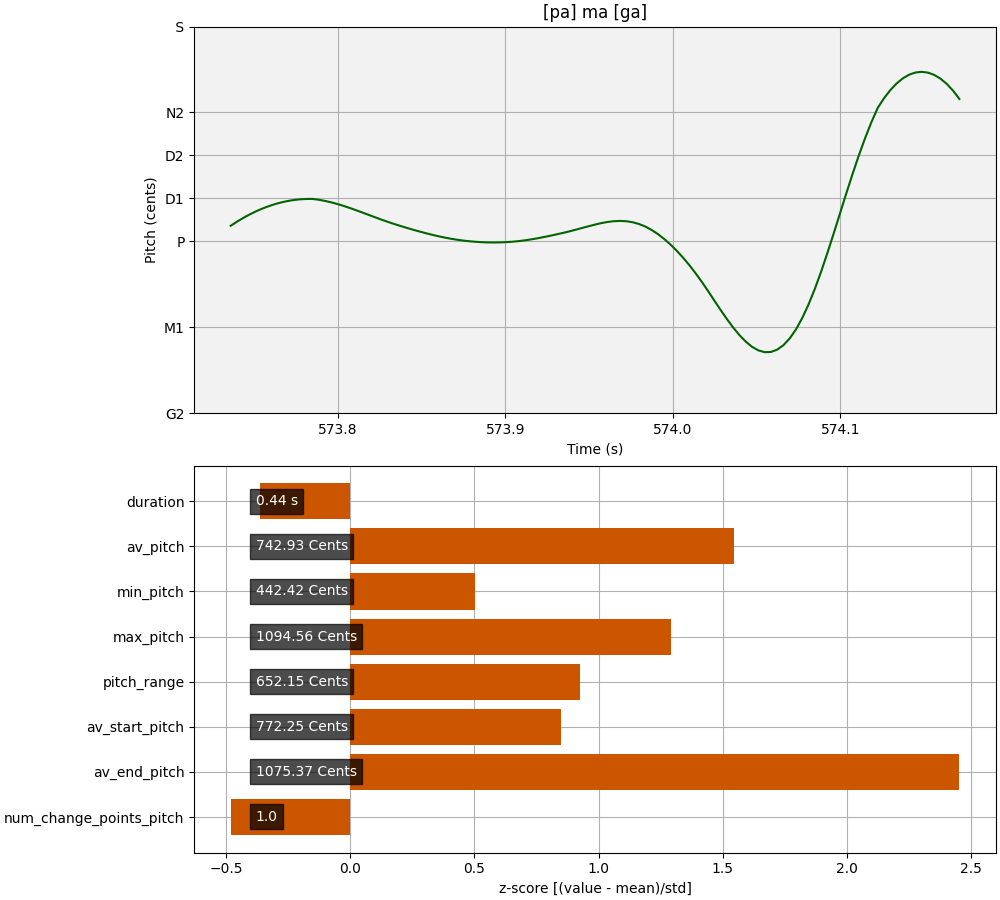 [pa] ma [ga]
S
N2
D2
D1
P
M1
G2
Pitch (cents)
573.8 573.9 574.0 574.1
Time (s)
duration 0.44 s
av_pitch 742.93 Cents
min_pitch 442.42 Cents
max_pitch 1094.56 Cents
pitch_range 652.15 Cents
av_start_pitch 772.25 Cents
av_end_pitch 1075.37 Cents
num_change_points_pitch 1.0
−0.5 0.0 0.5 1.0 1.5 2.0 2.5
z-score [(value - mean)/std]